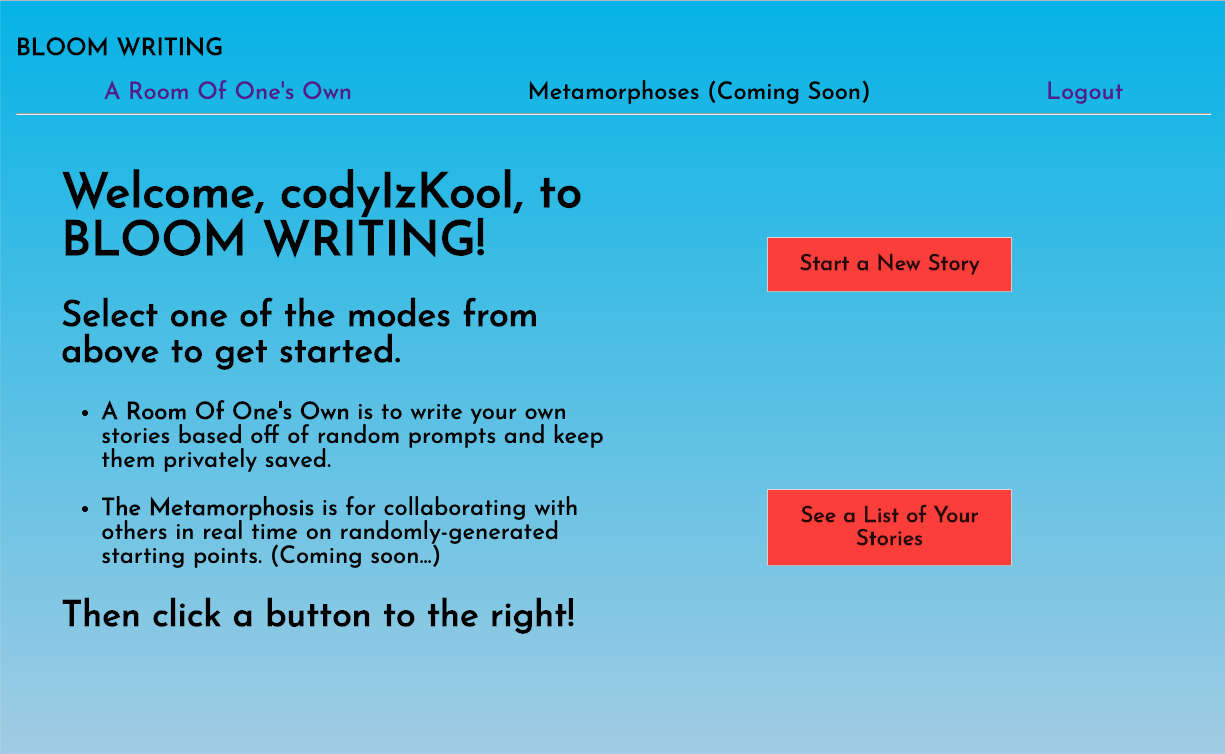 BLOOM WRITING
A Room Of One's Own
Metamorphoses (Coming Soon)
Logout
Welcome, codyIzKool, to
BLOOM WRITING!
Select one of the modes from
above to get started.
• A Room Of One's Own is to write your own
stories based off of random prompts and keep
them privately saved.
• The Metamorphosis is for collaborating with
others in real time on randomly-generated
starting points. (Coming soon...)
Then click a button to the right!
Start a New Story
See a List of Your
Stories